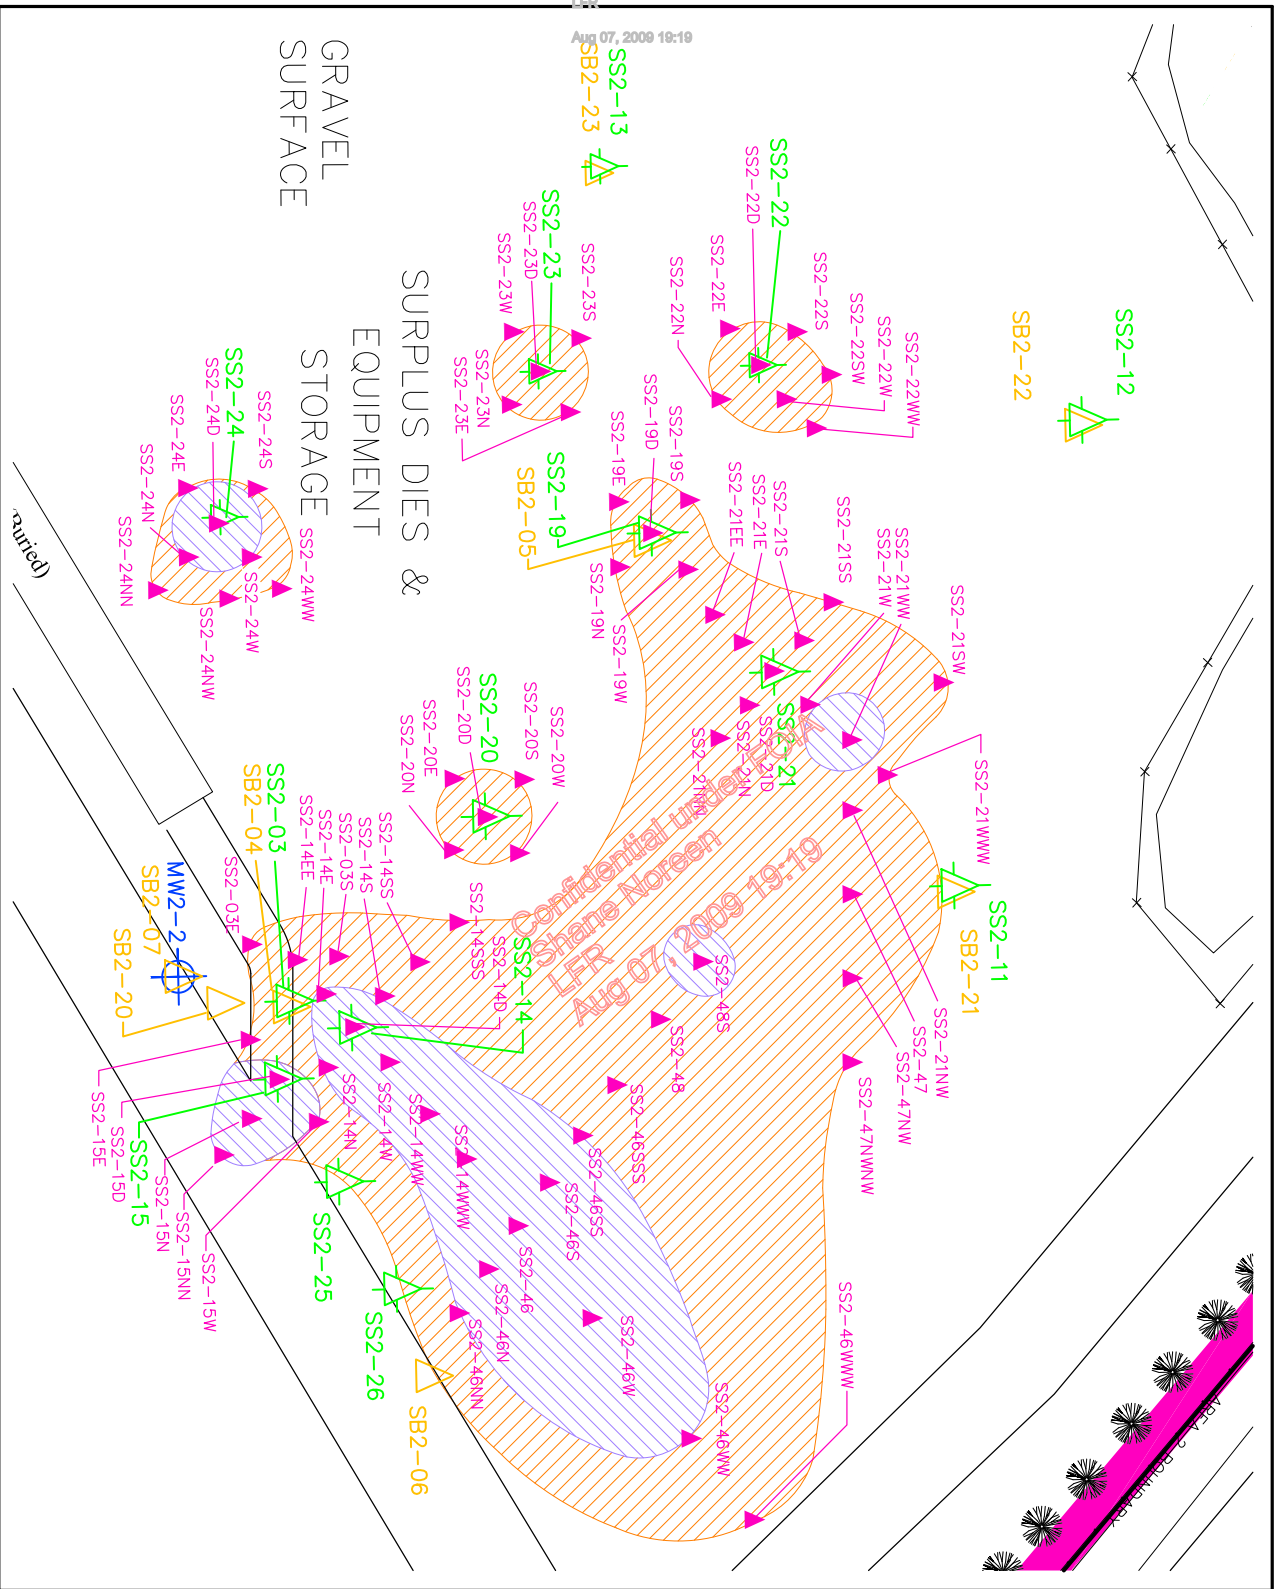 LFR
Aug 07, 2009 19:19
GRAVEL
SURFACE
SS2-13
SB2-23
SS2-22
SS2-22D
SS2-23
SS2-23D
SS2-23S
SS2-23W
SS2-22E
SS2-22N
SS2-22S
SS2-22SW
SS2-22W
SS2-22WW
SS2-12
SB2-22
SURPLUS DIES &
EQUIPMENT
STORAGE
SS2-23N
SS2-23E
SS2-24
SS2-24D
SS2-24S
SS2-24E
SS2-24N
SS2-24NN
SS2-24WW
SS2-24W
SS2-24NW
SS2-19
SB2-05
SS2-19D
SS2-19S
SS2-19E
SS2-19N
SS2-19W
SS2-21EE
SS2-21E
SS2-21S
SS2-21SS
SS2-21WW
SS2-21W
SS2-21SW
Buried)
SS2-20
SS2-20D
SS2-20S
SS2-20W
SS2-20E
SS2-20N
SS2-21
SS2-21D
SS2-21N
SS2-21NN
SS2-21WWW
SS2-03
SB2-04
SS2-14EE
SS2-14E
SS2-03S
SS2-14S
SS2-14SS
SS2-03E
MW2-2
SB2-07
SB2-20
SS2-14SSS
SS2-14D
SS2-14
Confidential under FOIA
Shane Noreen
LFR
Aug 07, 2009 19:19
SS2-11
SB2-21
SS2-48S
SS2-48
SS2-21NW
SS2-47
SS2-47NW
SS2-47NWNW
SS2-46SSS
SS2-46SS
SS2-46S
SS2-46
SS2-46N
SS2-46NN
SS2-46W
SS2-46WW
SS2-46WWW
SS2-14N
SS2-14W
SS2-14WW
SS2-14WWW
SS2-15E
SS2-15D
SS2-15
SS2-15N
SS2-15NN
SS2-15W
SS2-25
SS2-26
SB2-06
AREA 2 BOUNDARY